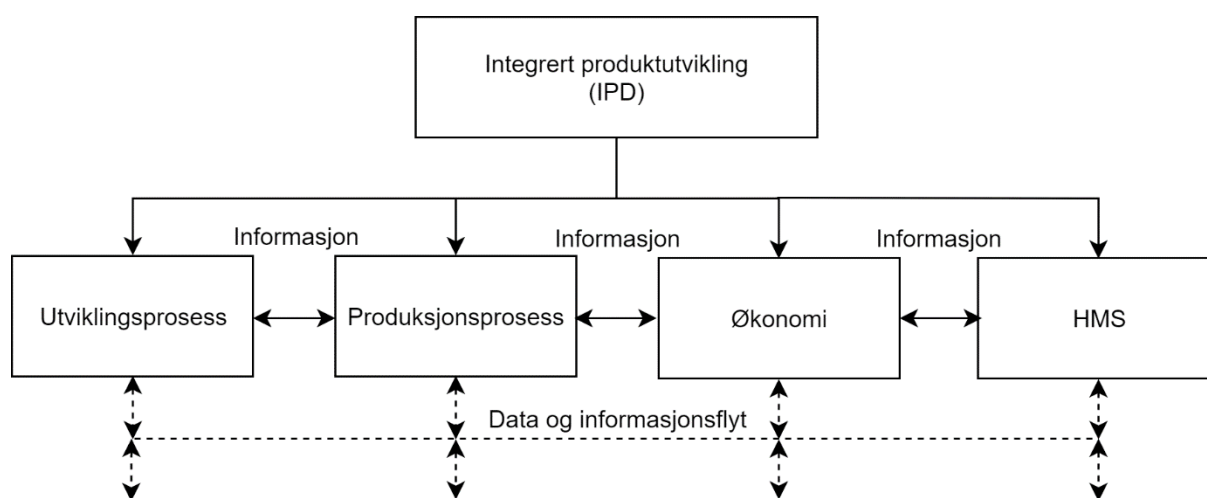 Integrert produktutvikling
(IPD)
Informasjon
Informasjon
Informasjon
Utviklingsprosess
Produksjonsprosess
Økonomi
HMS
Data og informasjonsflyt